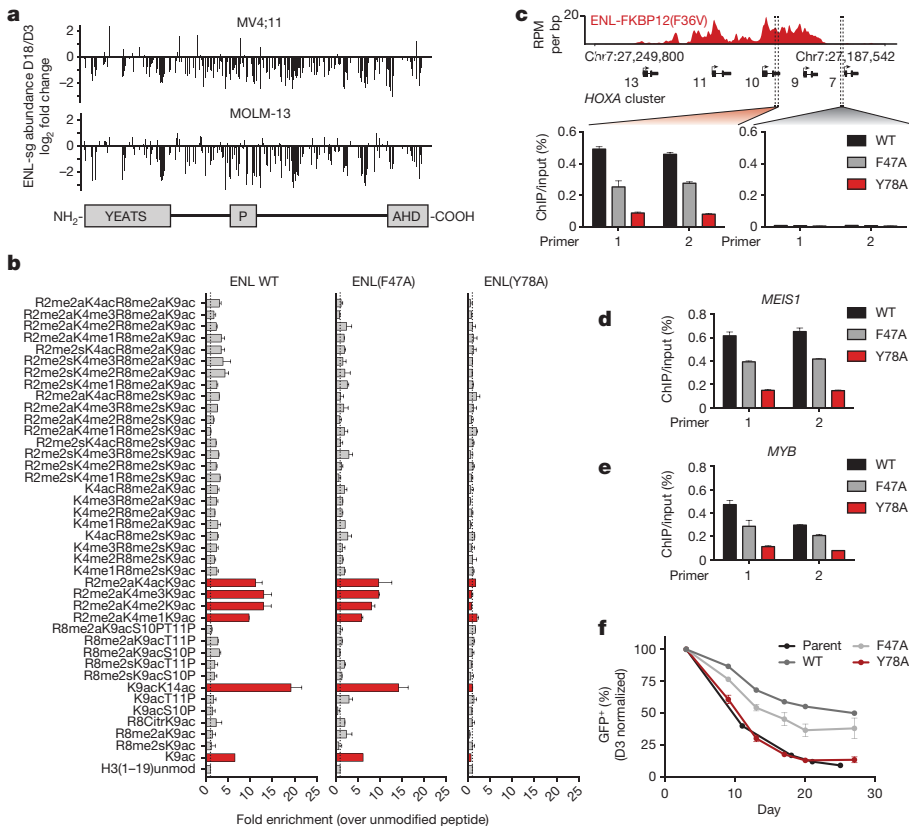 a
MV4;11
2
0
−2
MOLM-13
2
0
−2
ENL-sg abundance D18/D3
log2 fold change
NH2- YEATS P AHD -COOH
b
ENL WT
ENL(F47A)
ENL(Y78A)
R2me2aK4acR8me2aK9ac
R2me2aK4me3R8me2aK9ac
R2me2aK4me2R8me2aK9ac
R2me2aK4me1R8me2aK9ac
R2me2sK4acR8me2aK9ac
R2me2sK4me3R8me2aK9ac
R2me2sK4me2R8me2aK9ac
R2me2sK4me1R8me2aK9ac
R2me2aK4acR8me2sK9ac
R2me2aK4me3R8me2sK9ac
R2me2aK4me2R8me2sK9ac
R2me2aK4me1R8me2sK9ac
R2me2sK4acR8me2sK9ac
R2me2sK4me3R8me2sK9ac
R2me2sK4me2R8me2sK9ac
R2me2sK4me1R8me2sK9ac
K4acR8me2aK9ac
K4me3R8me2aK9ac
K4me2R8me2aK9ac
K4me1R8me2aK9ac
K4acR8me2sK9ac
K4me3R8me2sK9ac
K4me2R8me2sK9ac
K4me1R8me2sK9ac
R2me2aK4acK9ac
R2me2aK4me3K9ac
R2me2aK4me2K9ac
R2me2aK4me1K9ac
R8me2aK9acS10PT11P
R8me2aK9acT11P
R8me2aK9acS10P
R8me2sK9acT11P
R8me2sK9acS10P
K9acK14ac
K9acT11P
K9acS10P
R8CitrK9ac
R8me2aK9ac
R8me2sK9ac
K9ac
H3(1–19)unmod
0 5 10 15 20 25
0 5 10 15 20 25
0 5 10 15 20 25
Fold enrichment (over unmodified peptide)
c
20
0
RPM
per bp
ENL-FKBP12(F36V)
Chr7:27,249,800
Chr7:27,187,542
13 11 10 9 7
HOXA cluster
ChIP/input (%)
0.6
0.4
0.2
0
Primer 1 2
0.6
0.4
0.2
0
Primer 1 2
WT
F47A
Y78A
d
MEIS1
ChIP/input (%)
0.6
0.4
0.2
0
Primer 1 2
WT
F47A
Y78A
e
MYB
ChIP/input (%)
0.6
0.4
0.2
0
Primer 1 2
WT
F47A
Y78A
f
Parent
WT
F47A
Y78A
GFP+ (%)
(D3 normalized)
100
75
50
25
0
0 10 20 30
Day